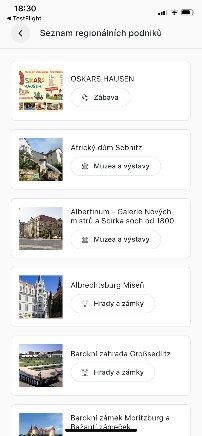 18:30
TestFlight
Seznam regionálních podniků
OSKARS HAUSEN
Zábava
Africký dům Sebnitz
Muzea a výstavy
Albertinum – Galerie Nových
mistrů a Sbírka soch od 1800
Muzea a výstavy
Albrechtsburg Míšeň
Hrady a zámky
Barokní zahrada Großsedlitz
Hrady a zámky
Barokní zámek Moritzburg a
Bažantí zámeček